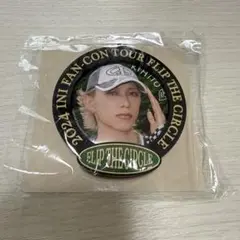 2024 INI FAN-CON TOUR FLIP THE CIRCLE
FLIP THE CIRCLE